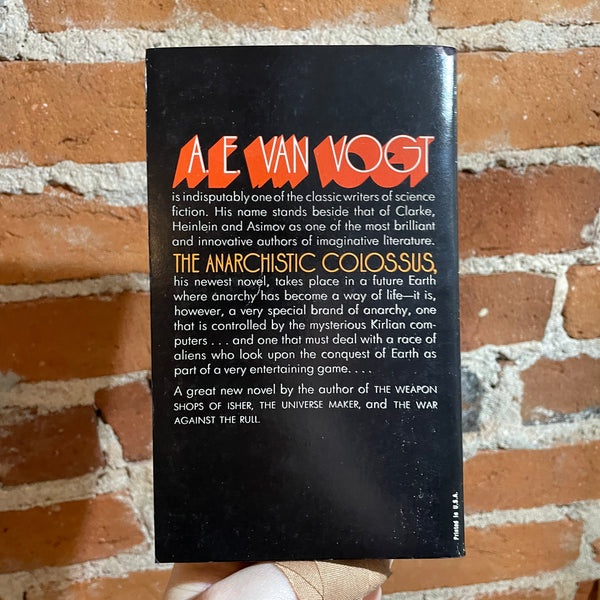 A. E. VAN VOGT
is indisputably one of the classic writers of science
fiction. His name stands beside that of Clarke,
Heinlein and Asimov as one of the most brilliant
and innovative authors of imaginative literature.
THE ANARCHISTIC COLOSSUS,
his newest novel, takes place in a future Earth
where anarchy has become a way of life—it is,
however, a very special brand of anarchy, one
that is controlled by the mysterious Kirlian com-
puters . . . and one that must deal with a race of
aliens who look upon the conquest of Earth as
part of a very entertaining game. . . .
A great new novel by the author of THE WEAPON
SHOPS OF ISHER, THE UNIVERSE MAKER, and THE WAR
AGAINST THE RULL.
Printed in U.S.A.